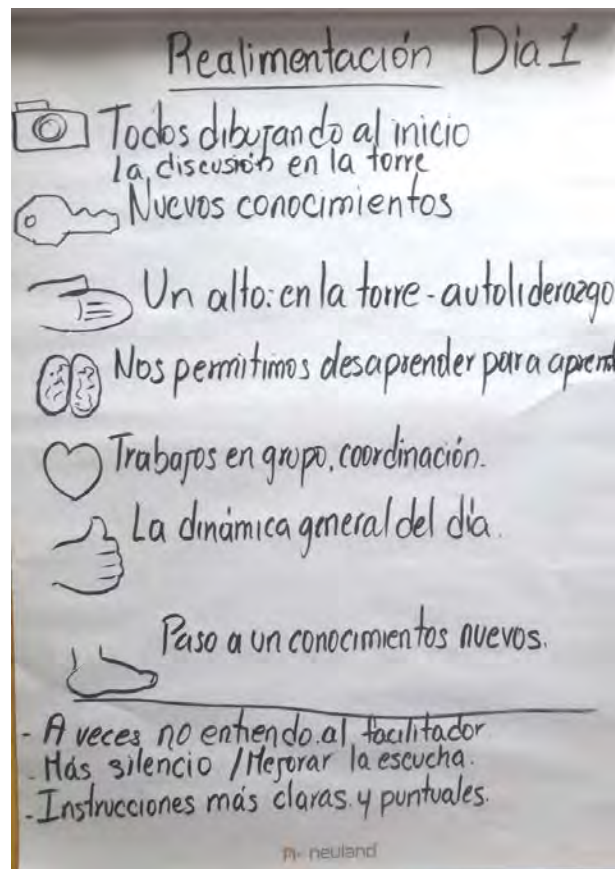 Realimentación Dia 1
Todos dibujando al inicio
la discusión en la torre
Nuevos conocimientos
Un alto: en la torre - autoliderazgo
Nos permitimos desaprender para aprend
Trabajos en grupo, coordinación.
La dinámica general del día.
Paso a un conocimientos nuevos.
- A veces no entiendo al facilitador
- Más silencio / Mejorar la escucha.
- Instrucciones más claras y puntuales.
neuland